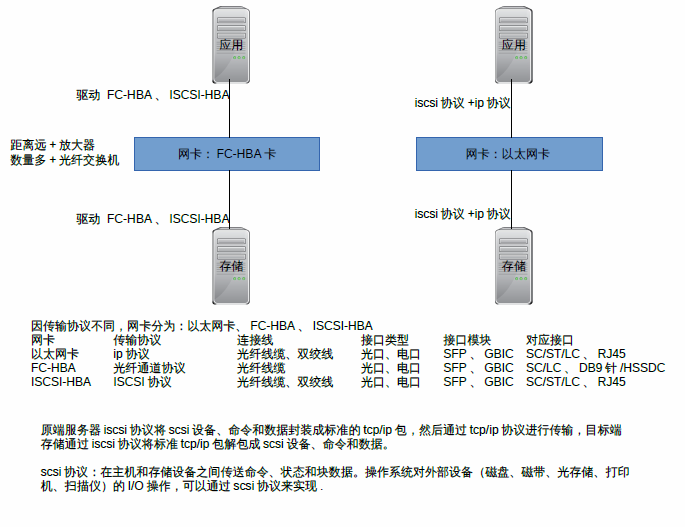 应用
应用
驱动 FC-HBA 、 ISCSI-HBA
iscsi 协议 +ip 协议
距离远 + 放大器
数量多 + 光纤交换机
网卡： FC-HBA 卡
网卡：以太网卡
驱动 FC-HBA 、 ISCSI-HBA
iscsi 协议 +ip 协议
存储
存储
因传输协议不同，网卡分为：以太网卡、 FC-HBA 、 ISCSI-HBA
网卡 传输协议 连接线 接口类型 接口模块 对应接口
以太网卡 ip 协议 光纤线缆、双绞线 光口、电口 SFP 、 GBIC SC/ST/LC 、 RJ45
FC-HBA 光纤通道协议 光纤线缆 光口、电口 SFP 、 GBIC SC/LC 、 DB9 针 /HSSDC
ISCSI-HBA ISCSI 协议 光纤线缆、双绞线 光口、电口 SFP 、 GBIC SC/ST/LC 、 RJ45
原端服务器 iscsi 协议将 scsi 设备、命令和数据封装成标准的 tcp/ip 包，然后通过 tcp/ip 协议进行传输，目标端
存储通过 iscsi 协议将标准 tcp/ip 包解包成 scsi 设备、命令和数据。
scsi 协议：在主机和存储设备之间传送命令、状态和块数据。操作系统对外部设备（磁盘、磁带、光存储、打印
机、扫描仪）的 I/O 操作，可以通过 scsi 协议来实现 .